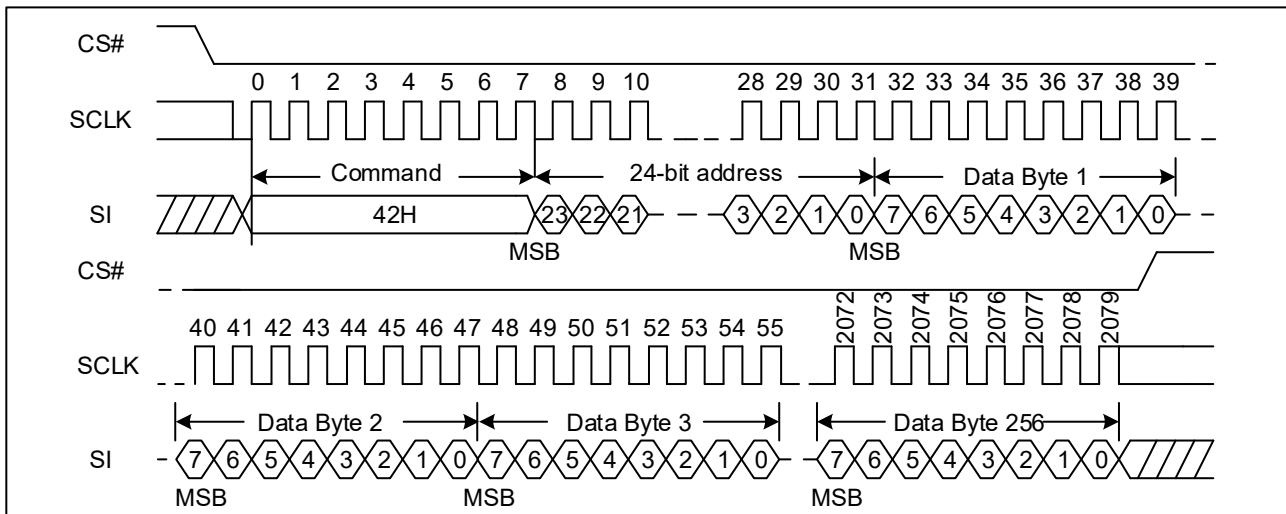 CS#
0 1 2 3 4 5 6 7 8 9 10 28 29 30 31 32 33 34 35 36 37 38 39
SCLK
Command 24-bit address Data Byte 1
SI 42H 23 22 21 3 2 1 0 7 6 5 4 3 2 1 0
MSB MSB
CS#
40 41 42 43 44 45 46 47 48 49 50 51 52 53 54 55 2072 2073 2074 2075 2076 2077 2078 2079
SCLK
Data Byte 2 Data Byte 3 Data Byte 256
SI 7 6 5 4 3 2 1 0 7 6 5 4 3 2 1 0 7 6 5 4 3 2 1 0
MSB MSB MSB